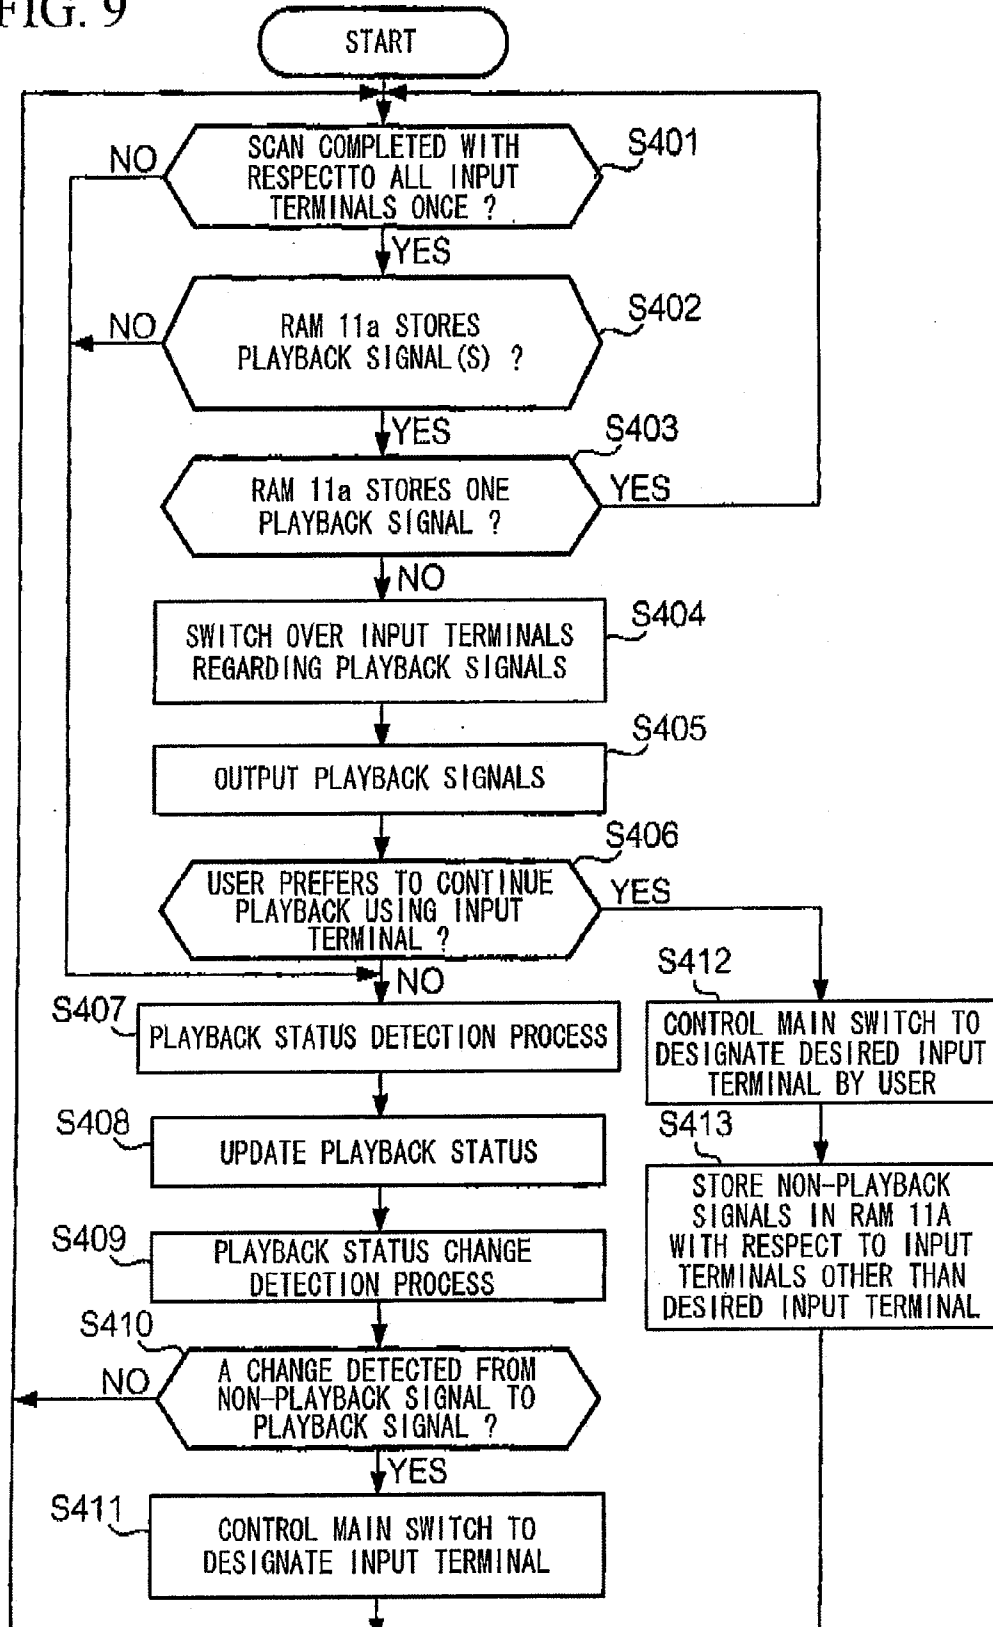 FIG. 9
START
SCAN COMPLETED WITH
RESPECTTO ALL INPUT
TERMINALS ONCE ?
S401
NO
YES
RAM 11a STORES
PLAYBACK SIGNAL(S) ?
S402
NO
YES
RAM 11a STORES ONE
PLAYBACK SIGNAL ?
S403
YES
NO
SWITCH OVER INPUT TERMINALS
REGARDING PLAYBACK SIGNALS
S404
OUTPUT PLAYBACK SIGNALS
S405
USER PREFERS TO CONTINUE
PLAYBACK USING INPUT
TERMINAL ?
S406
YES
NO
S407
PLAYBACK STATUS DETECTION PROCESS
S412
CONTROL MAIN SWITCH TO
DESIGNATE DESIRED INPUT
TERMINAL BY USER
S408
UPDATE PLAYBACK STATUS
S413
STORE NON-PLAYBACK
SIGNALS IN RAM 11A
WITH RESPECT TO INPUT
TERMINALS OTHER THAN
DESIRED INPUT TERMINAL
S409
PLAYBACK STATUS CHANGE
DETECTION PROCESS
S410
A CHANGE DETECTED FROM
NON-PLAYBACK SIGNAL TO
PLAYBACK SIGNAL ?
NO
YES
S411
CONTROL MAIN SWITCH TO
DESIGNATE INPUT TERMINAL